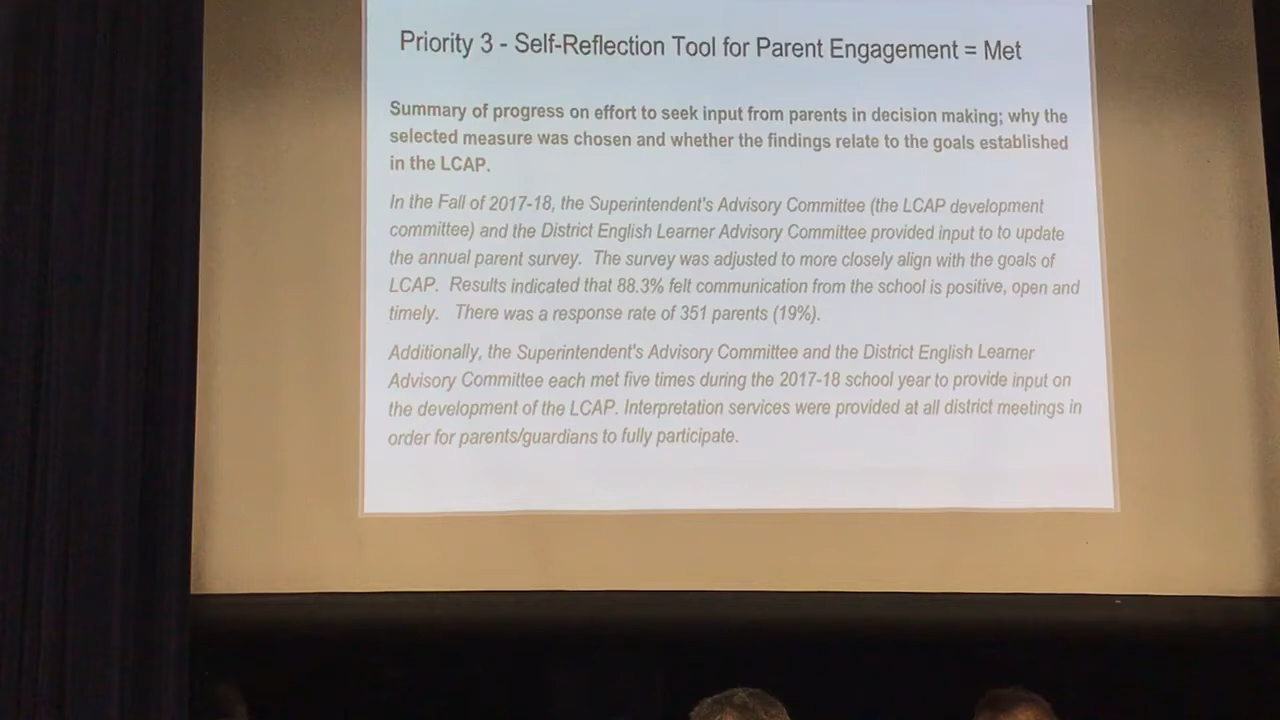 Priority 3 - Self-Reflection Tool for Parent Engagement = Met
Summary of progress on effort to seek input from parents in decision making; why the
selected measure was chosen and whether the findings relate to the goals established
in the LCAP.
In the Fall of 2017-18, the Superintendent's Advisory Committee (the LCAP development
committee) and the District English Learner Advisory Committee provided input to to update
the annual parent survey. The survey was adjusted to more closely align with the goals of
LCAP. Results indicated that 88.3% felt communication from the school is positive, open and
timely. There was a response rate of 351 parents (19%).
Additionally, the Superintendent's Advisory Committee and the District English Learner
Advisory Committee each met five times during the 2017-18 school year to provide input on
the development of the LCAP. Interpretation services were provided at all district meetings in
order for parents/guardians to fully participate.